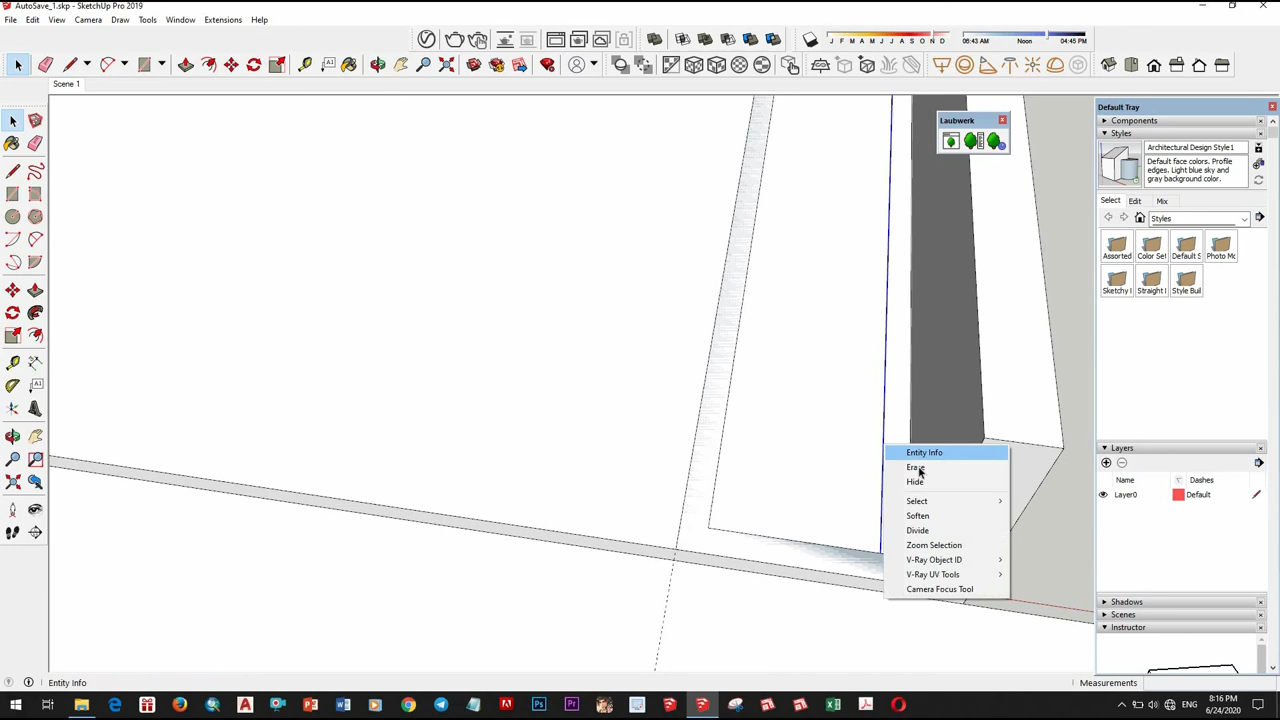 AutoSave_1.skp - SketchUp Pro 2019
File Edit View Camera Draw Tools Window Extensions Help
J F M A M J J A S O N D 06:43 AM Noon 04:45 PM
Scene 1
Default Tray
Components
Styles
Laubwerk
Architectural Design Style1
Default face colors. Profile
edges. Light blue sky and
gray background color.
Select Edit Mix
Styles
Assorted Color Se Default S Photo Mo
Sketchy Straight Style Buil
Layers
Name Dashes
Layer0 Default
Entity Info
Erase
Hide
Select
Soften
Divide
Zoom Selection
V-Ray Object ID
V-Ray UV Tools
Camera Focus Tool
Shadows
Scenes
Instructor
Entity Info
Measurements
ENG
8:16 PM
6/24/2020